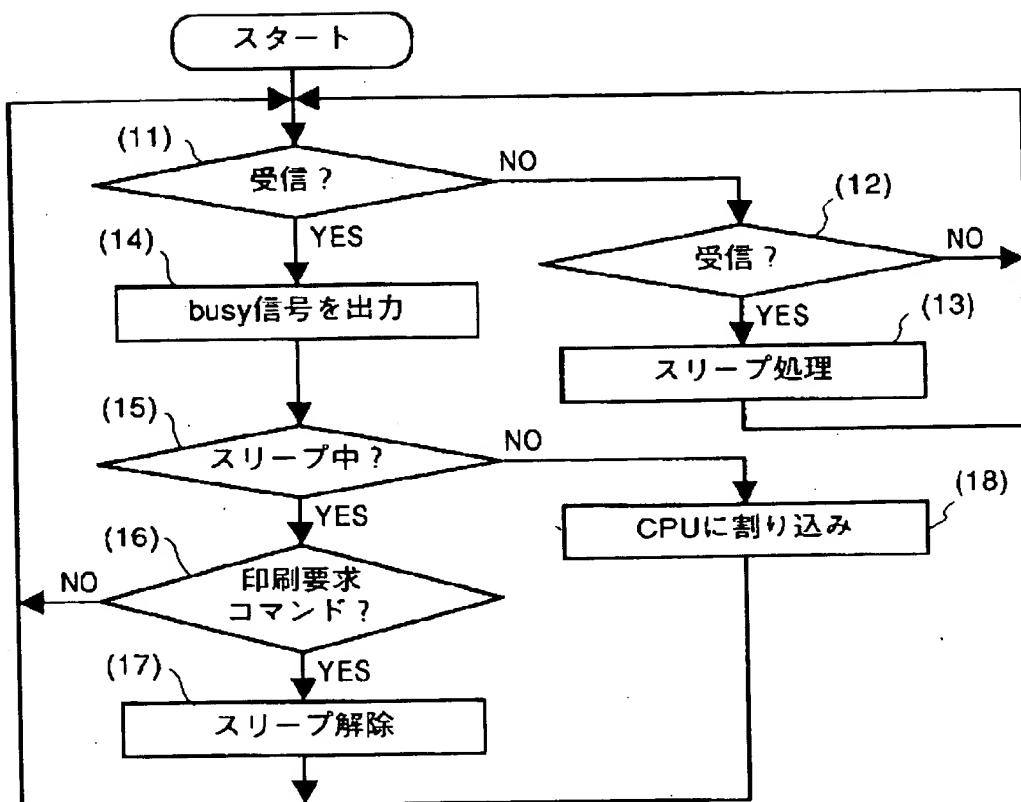 スタート
(11)
受信？
NO
YES
(12)
受信？
NO
YES
(13)
スリープ処理
(14)
busy信号を出力
(15)
スリープ中？
NO
YES
(18)
CPUに割り込み
(16)
印刷要求
コマンド？
NO
YES
(17)
スリープ解除